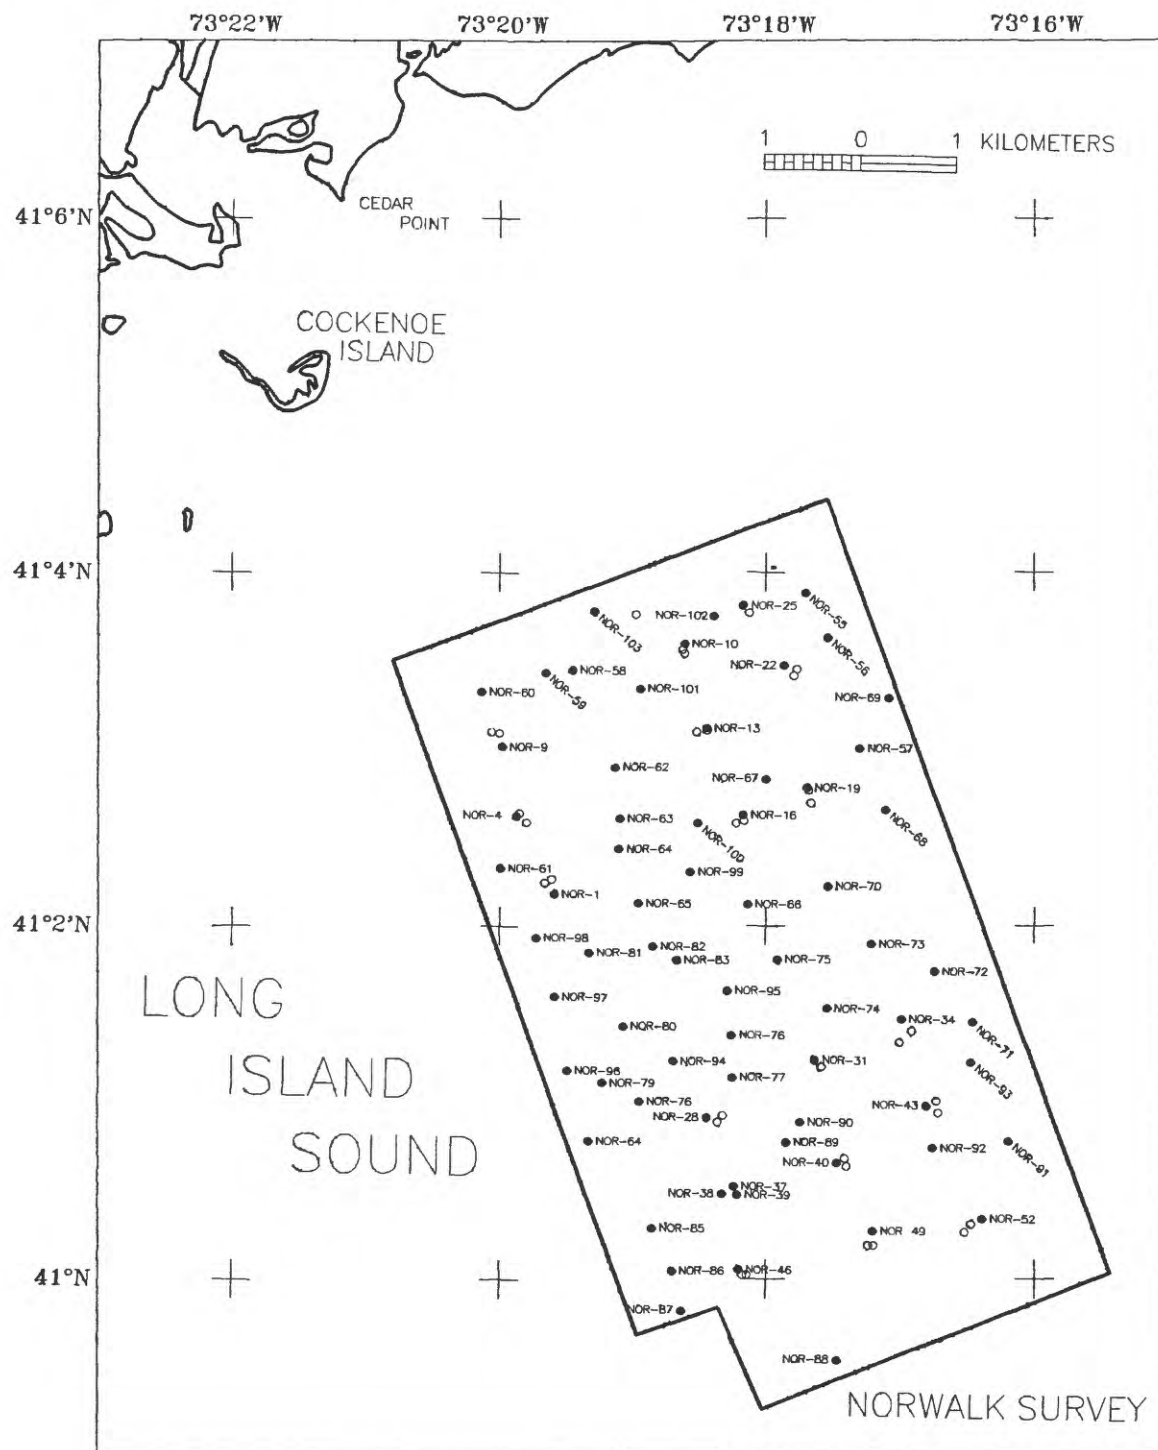 73°22'W 73°20'W 73°18'W 73°16'W
1 0 1 KILOMETERS
CEDAR
POINT
41°6'N
COCKENOE
ISLAND
41°4'N
NOR-55
NOR-25
NOR-102
NOR-103
NOR-56
NOR-10
NOR-22
NOR-58
NOR-59
NOR-101
NOR-60
NOR-69
NOR-13
NOR-9
NOR-57
NOR-62
NOR-67
NOR-19
NOR-68
NOR-4
NOR-63
NOR-16
NOR-100
NOR-64
NOR-61
NOR-99
NOR-70
NOR-1
NOR-65
NOR-66
41°2'N
NOR-98
NOR-82
NOR-73
NOR-81
NOR-83
NOR-75
NOR-72
LONG
ISLAND
SOUND
NOR-97
NOR-95
NOR-74
NOR-34
NOR-71
NOR-80
NOR-76
NOR-94
NOR-31
NOR-93
NOR-96
NOR-79
NOR-77
NOR-76
NOR-43
NOR-28
NOR-90
NOR-64
NOR-89
NOR-92
NOR-91
NOR-40
NOR-37
NOR-38
NOR-39
NOR-52
NOR-85
NOR 49
41°N
NOR-86
NOR-46
NOR-87
NOR-88
NORWALK SURVEY